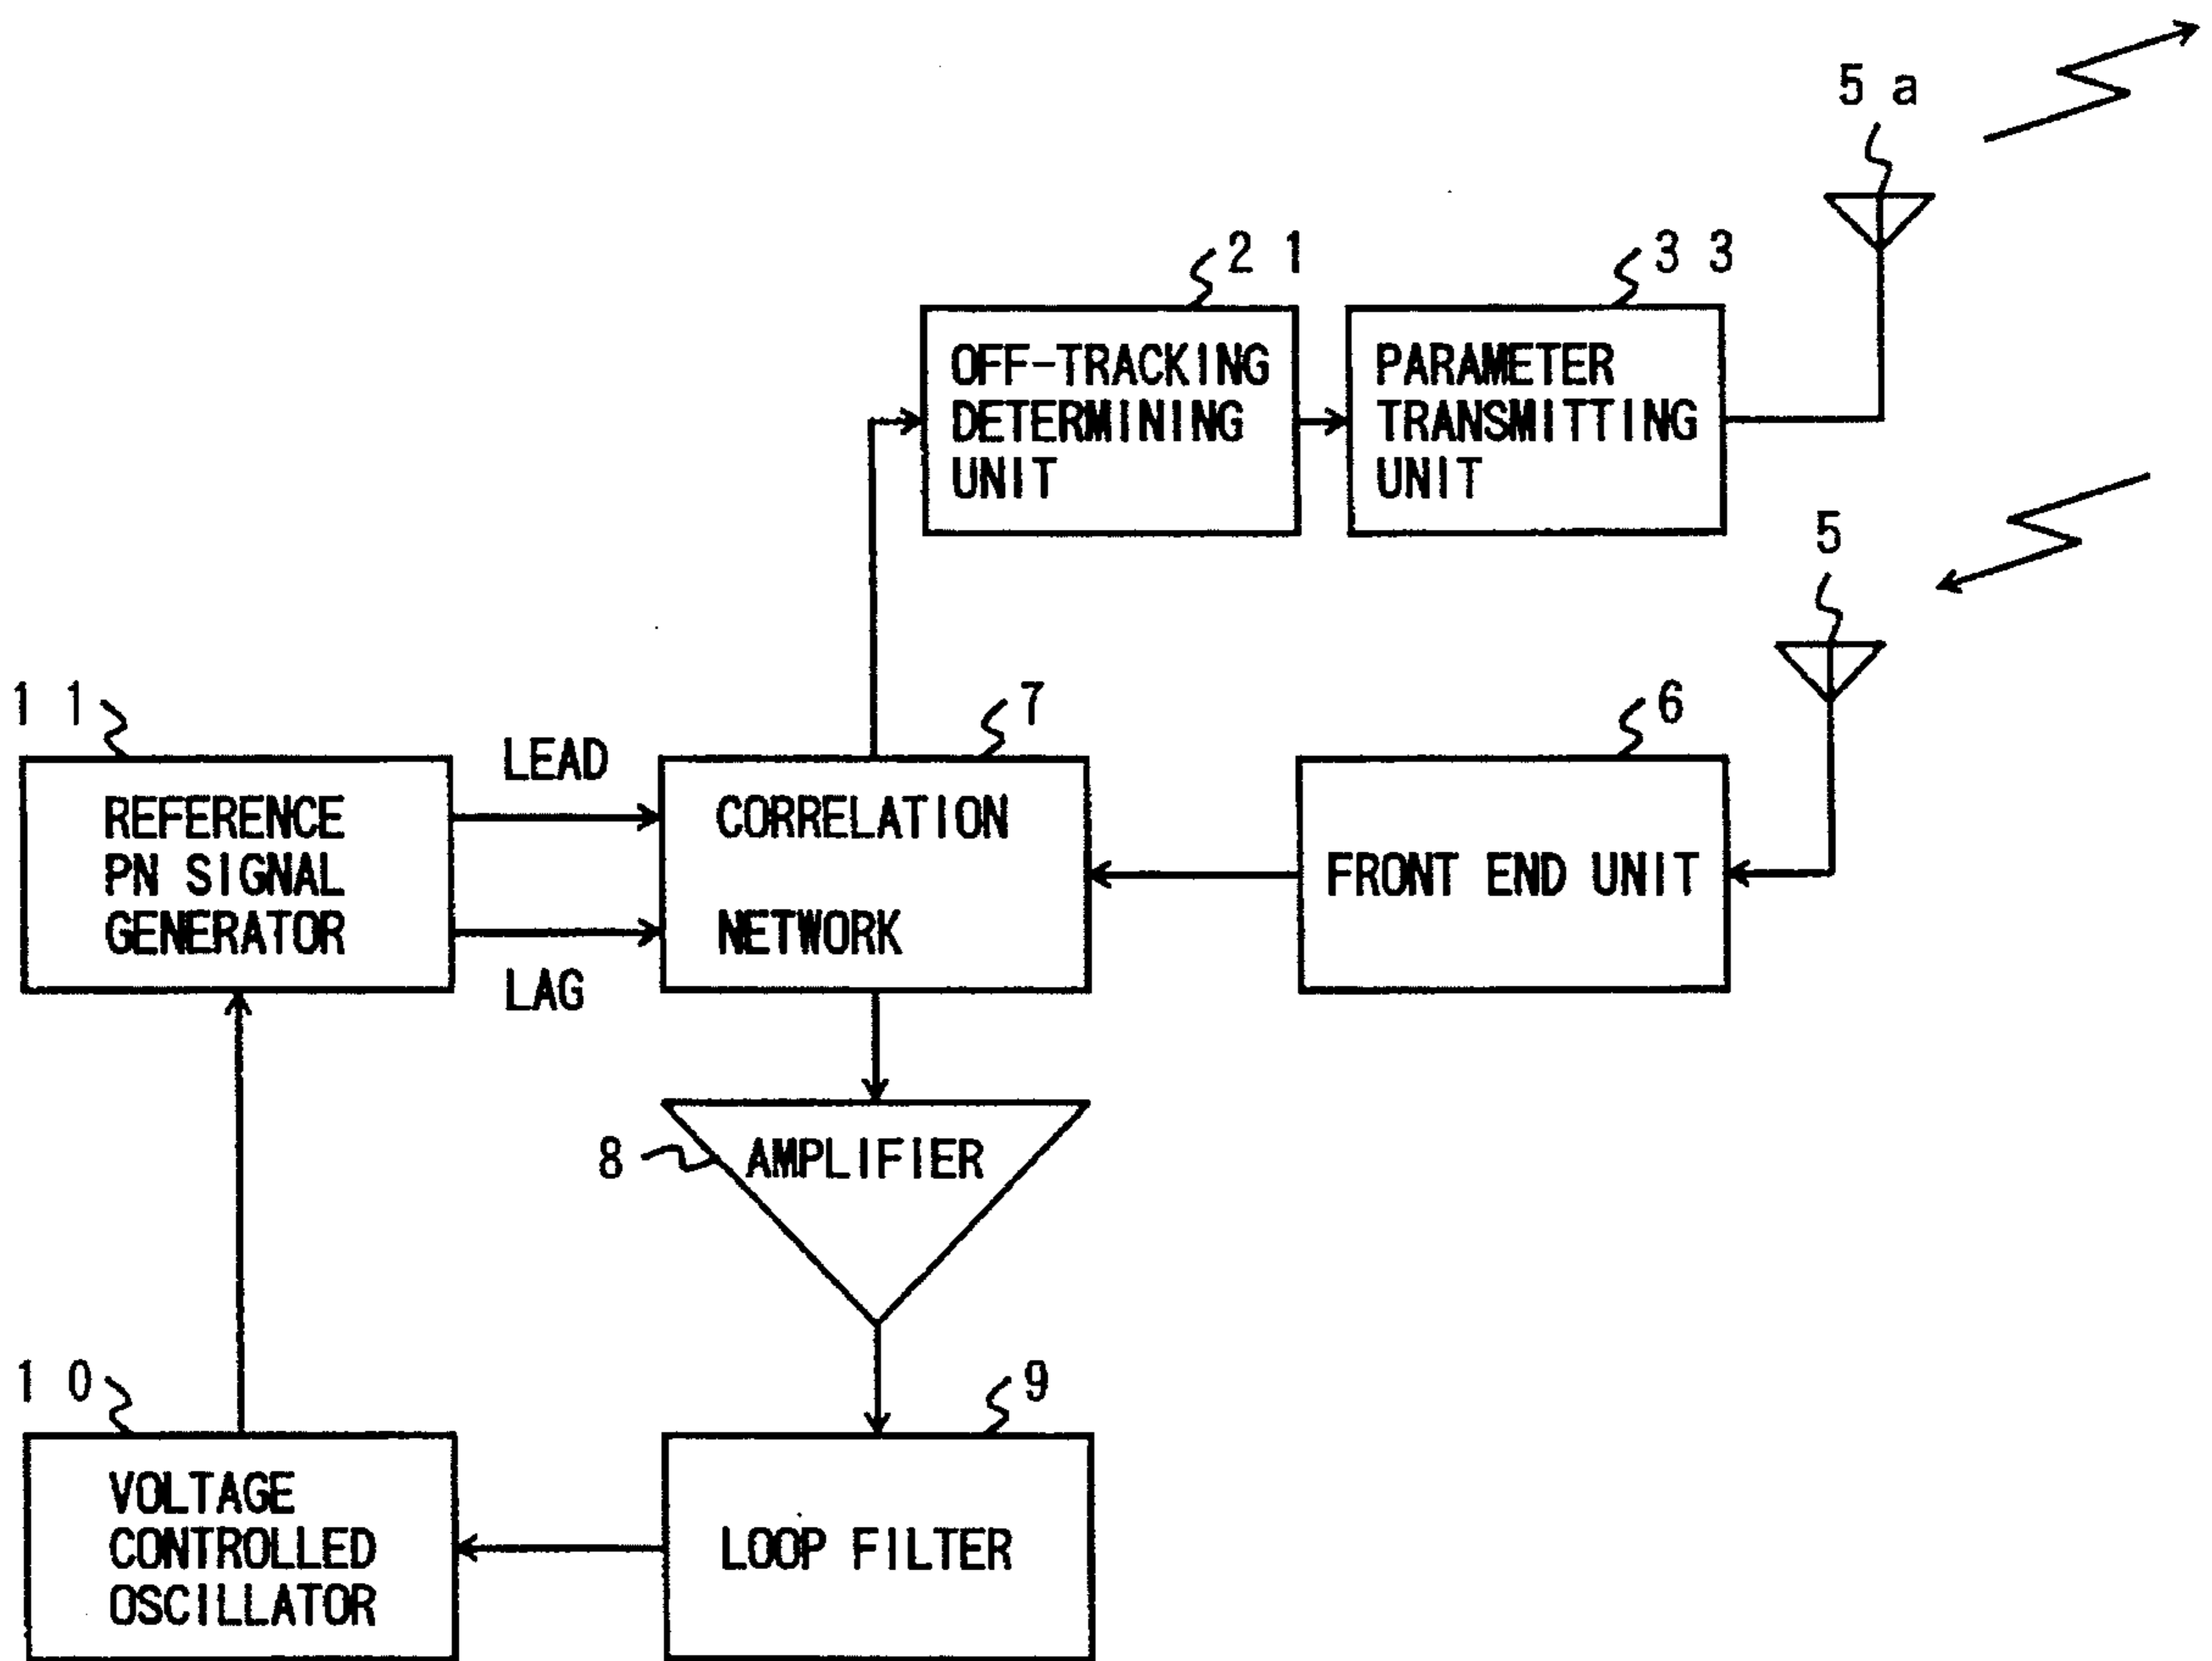 5 a
2 1
3 3
OFF-TRACKING
DETERMINING
UNIT
PARAMETER
TRANSMITTING
UNIT
5
1 1
7
6
LEAD
REFERENCE
PN SIGNAL
GENERATOR
CORRELATION
NETWORK
FRONT END UNIT
LAG
8
AMPLIFIER
1 0
9
VOLTAGE
CONTROLLED
OSCILLATOR
LOOP FILTER